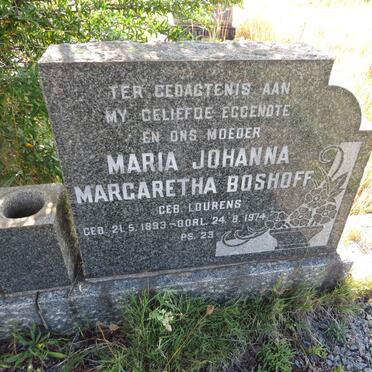 TER GEDAGTENIS AAN
MY GELIEFDE EGGENOTE
EN ONS MOEDER
MARIA JOHANNA
MARGARETHA BOSHOFF
GEB. LOURENS
GEB. 21.5.1893 - OORL. 24.8.1974
PS. 23